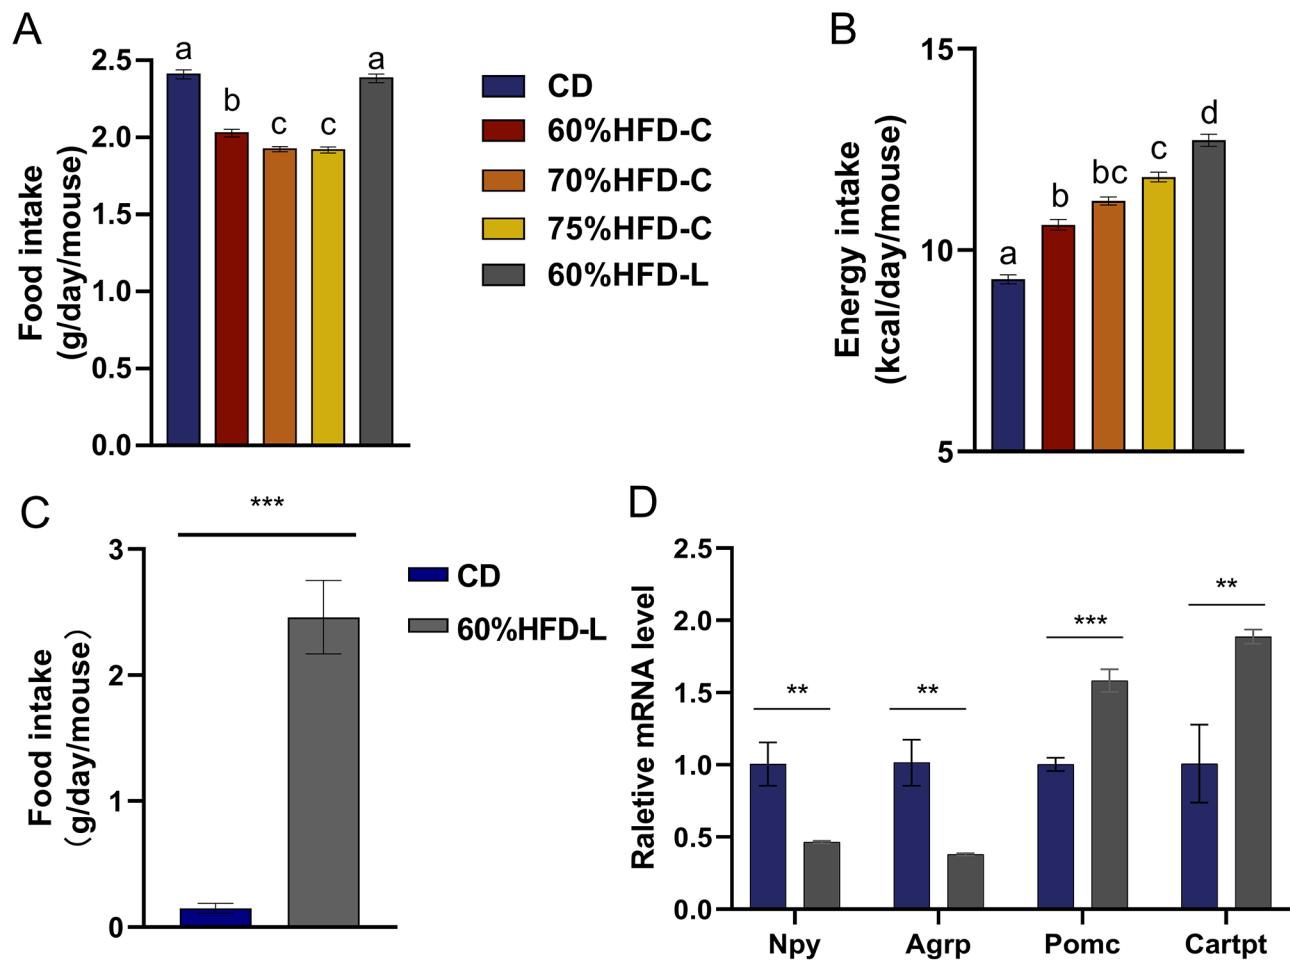 A
Food intake
(g/day/mouse)
2.5
2.0
1.5
1.0
0.5
0.0
a
b
c
c
a
CD
60%HFD-C
70%HFD-C
75%HFD-C
60%HFD-L
B
Energy intake
(kcal/day/mouse)
15
10
5
a
b
bc
c
d
C
Food intake
(g/day/mouse)
3
2
1
0
***
CD
60%HFD-L
D
Raletive mRNA level
2.5
2.0
1.5
1.0
0.5
0.0
**
**
***
**
Npy
Agrp
Pomc
Cartpt